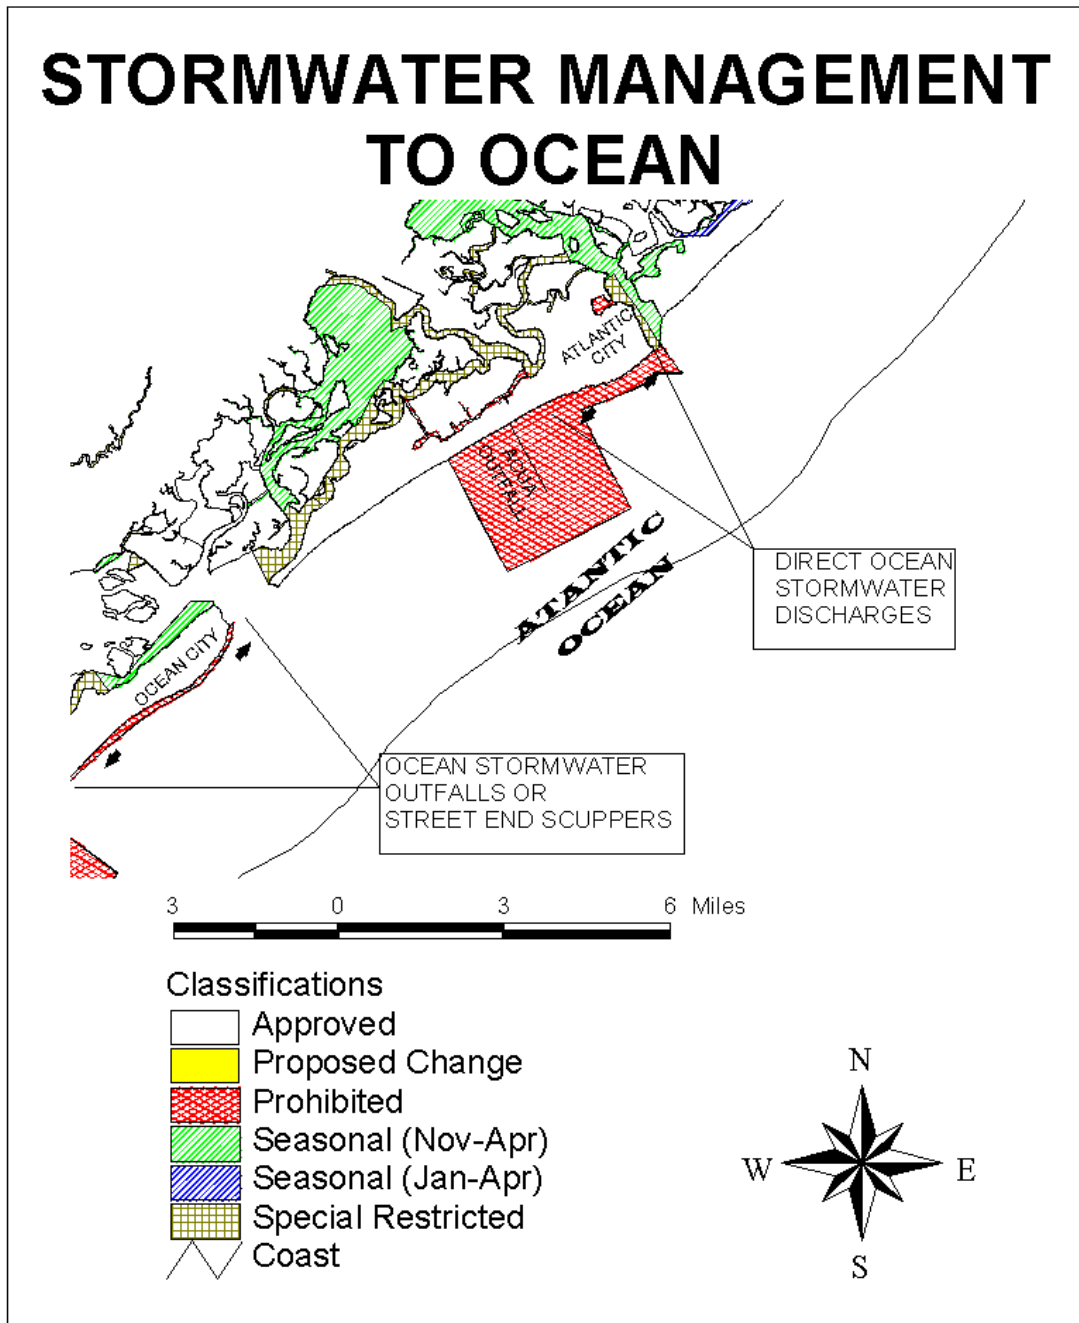 STORMWATER MANAGEMENT
TO OCEAN
ATLANTIC
CITY
ACUA
OUTFALL
ATANTIC
OCEAN
DIRECT OCEAN
STORMWATER
DISCHARGES
OCEAN CITY
OCEAN STORMWATER
OUTFALLS OR
STREET END SCUPPERS
3 0 3 6 Miles
Classifications
Approved
Proposed Change
Prohibited
Seasonal (Nov-Apr)
Seasonal (Jan-Apr)
Special Restricted
Coast
N
W E
S